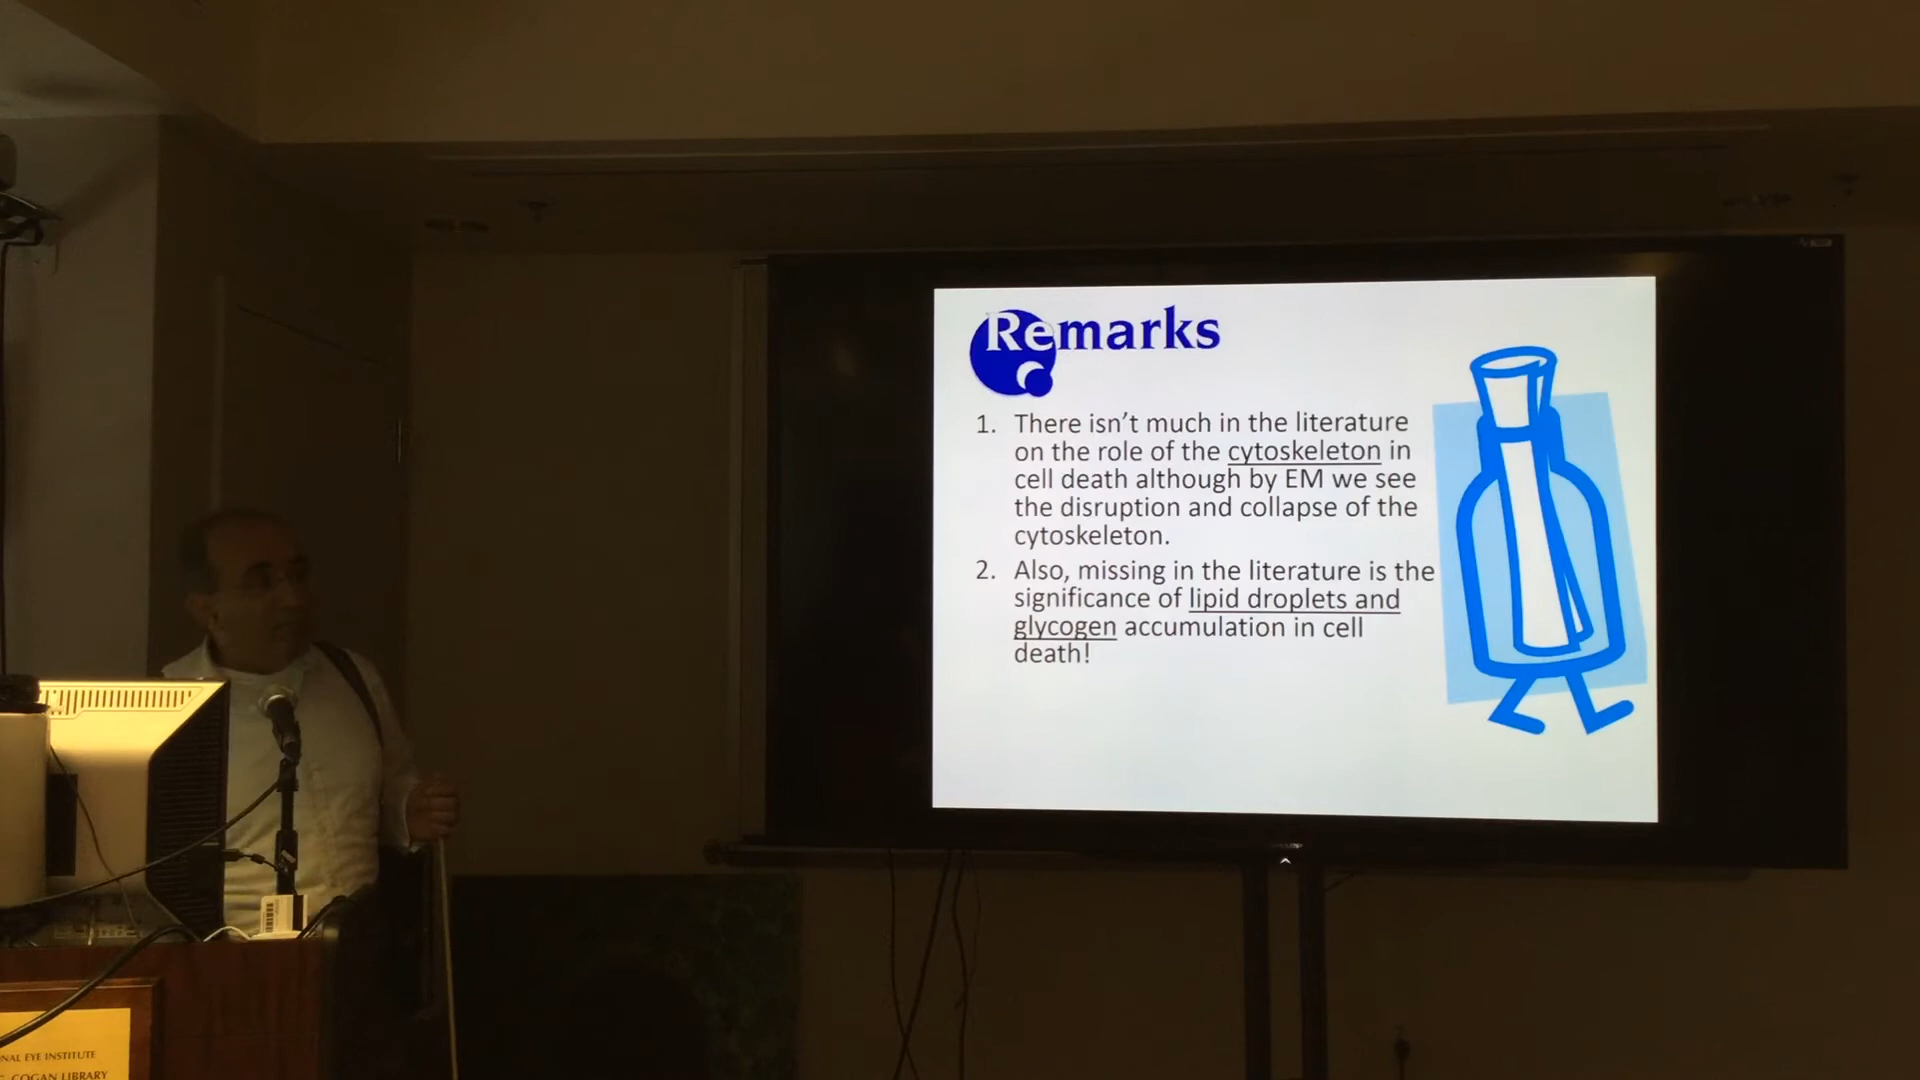 Remarks
1. There isn't much in the literature
on the role of the cytoskeleton in
cell death although by EM we see
the disruption and collapse of the
cytoskeleton.
2. Also, missing in the literature is the
significance of lipid droplets and
glycogen accumulation in cell
death!
EYE INSTITUTE
COGAN LIBRARY